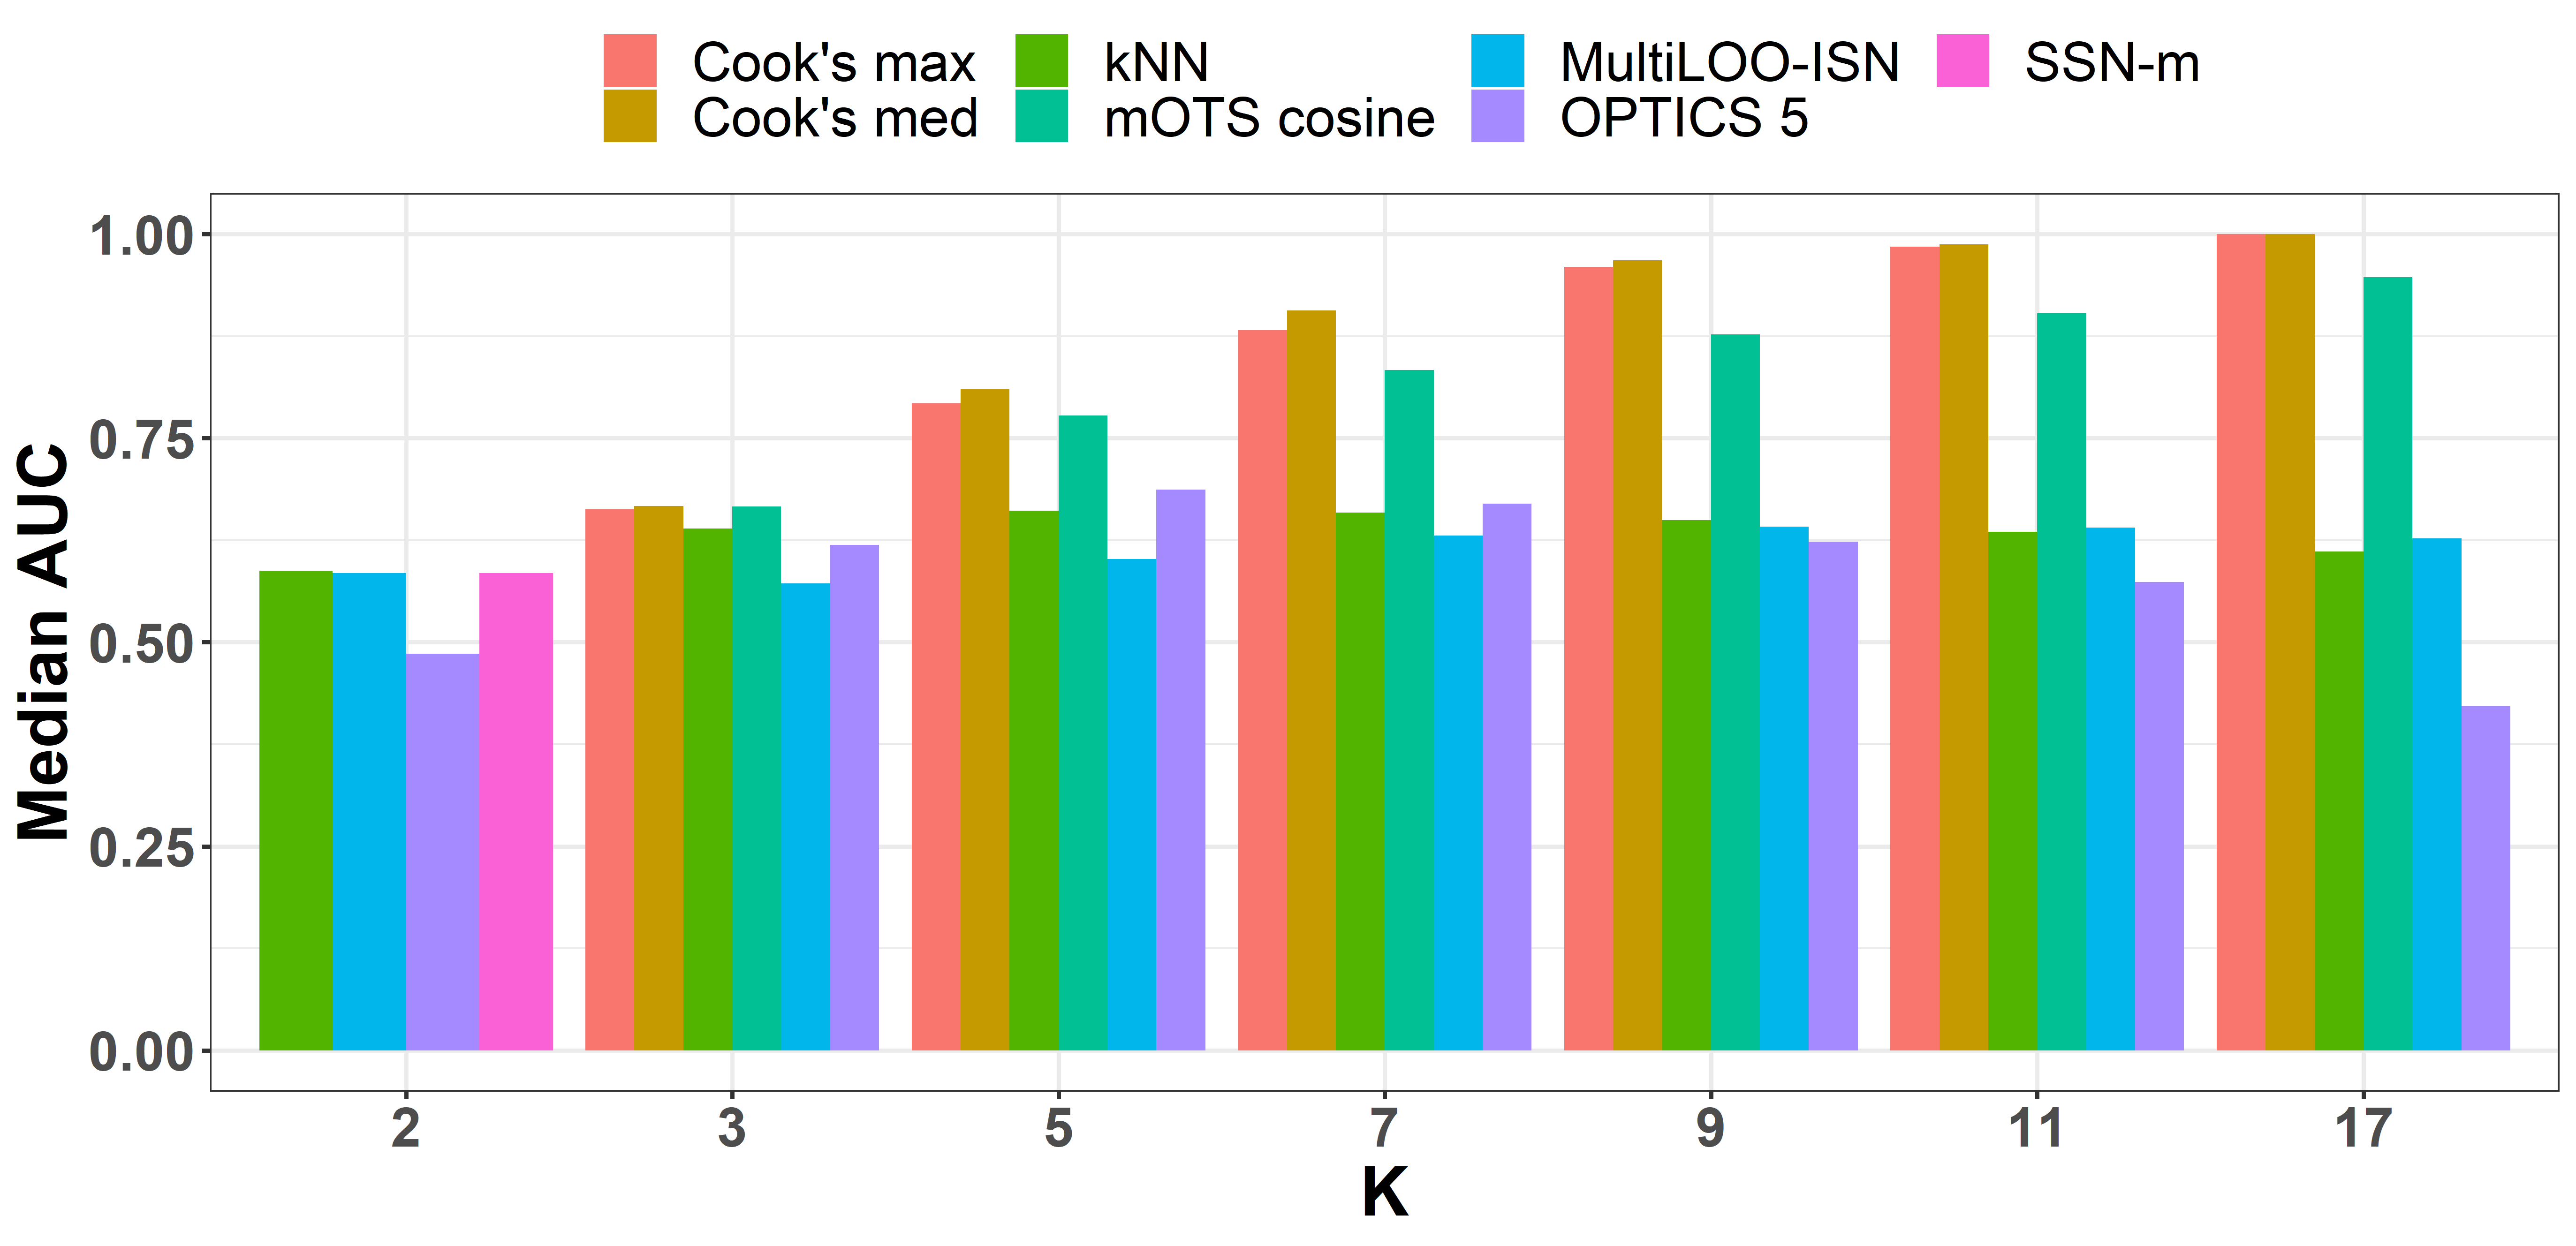 Cook's max kNN MultiLOO-ISN SSN-m
Cook's med mOTS cosine OPTICS 5
1.00
0.75
0.50
0.25
0.00
Median AUC
2 3 5 7 9 11 17
K